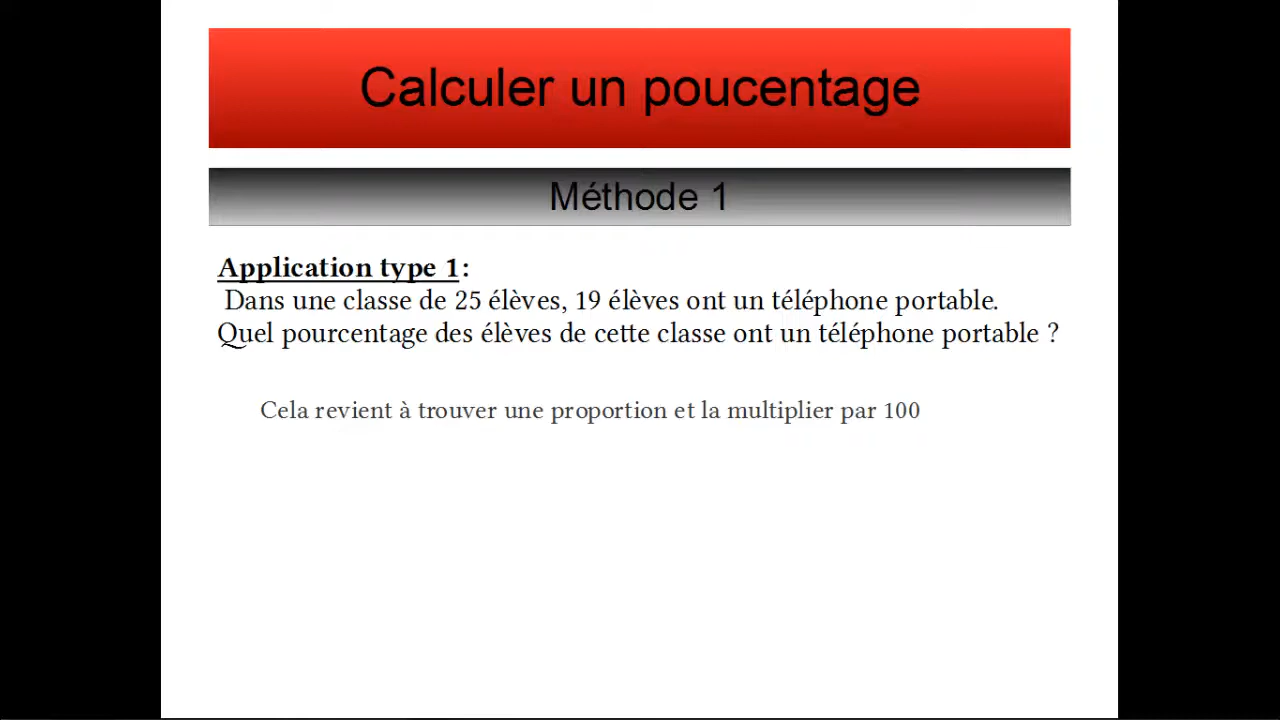 Calculer un poucentage
Méthode 1
Application type 1:
Dans une classe de 25 élèves, 19 élèves ont un téléphone portable.
Quel pourcentage des élèves de cette classe ont un téléphone portable ?
Cela revient à trouver une proportion et la multiplier par 100